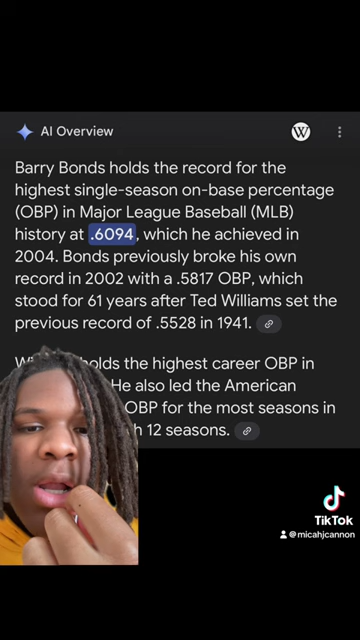 AI Overview
W
Barry Bonds holds the record for the
highest single-season on-base percentage
(OBP) in Major League Baseball (MLB)
history at .6094, which he achieved in
2004. Bonds previously broke his own
record in 2002 with a .5817 OBP, which
stood for 61 years after Ted Williams set the
previous record of .5528 in 1941.
holds the highest career OBP in
He also led the American
OBP for the most seasons in
12 seasons.
TikTok
@micahjcannon